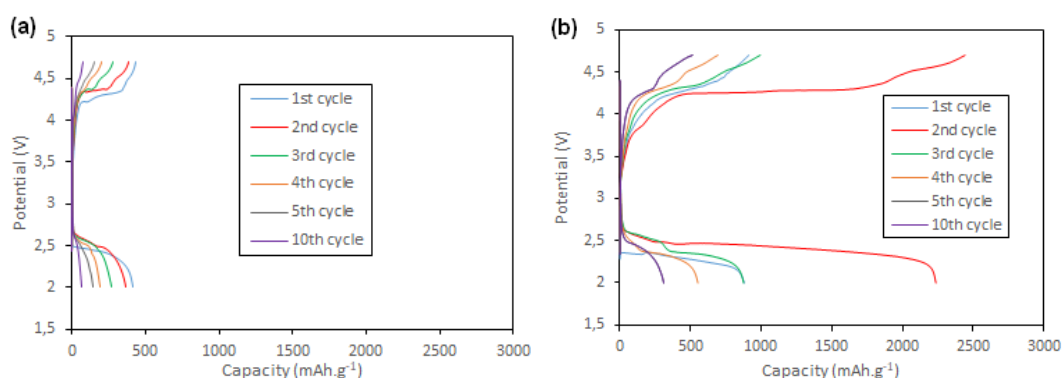 (a)
5
4,5
4
3,5
3
2,5
2
1,5
Potential (V)
1st cycle
2nd cycle
3rd cycle
4th cycle
5th cycle
10th cycle
0 500 1000 1500 2000 2500 3000
Capacity (mAh.g⁻¹)
(b)
5
4,5
4
3,5
3
2,5
2
1,5
Potential (V)
1st cycle
2nd cycle
3rd cycle
4th cycle
5th cycle
10th cycle
0 500 1000 1500 2000 2500 3000
Capacity (mAh.g⁻¹)